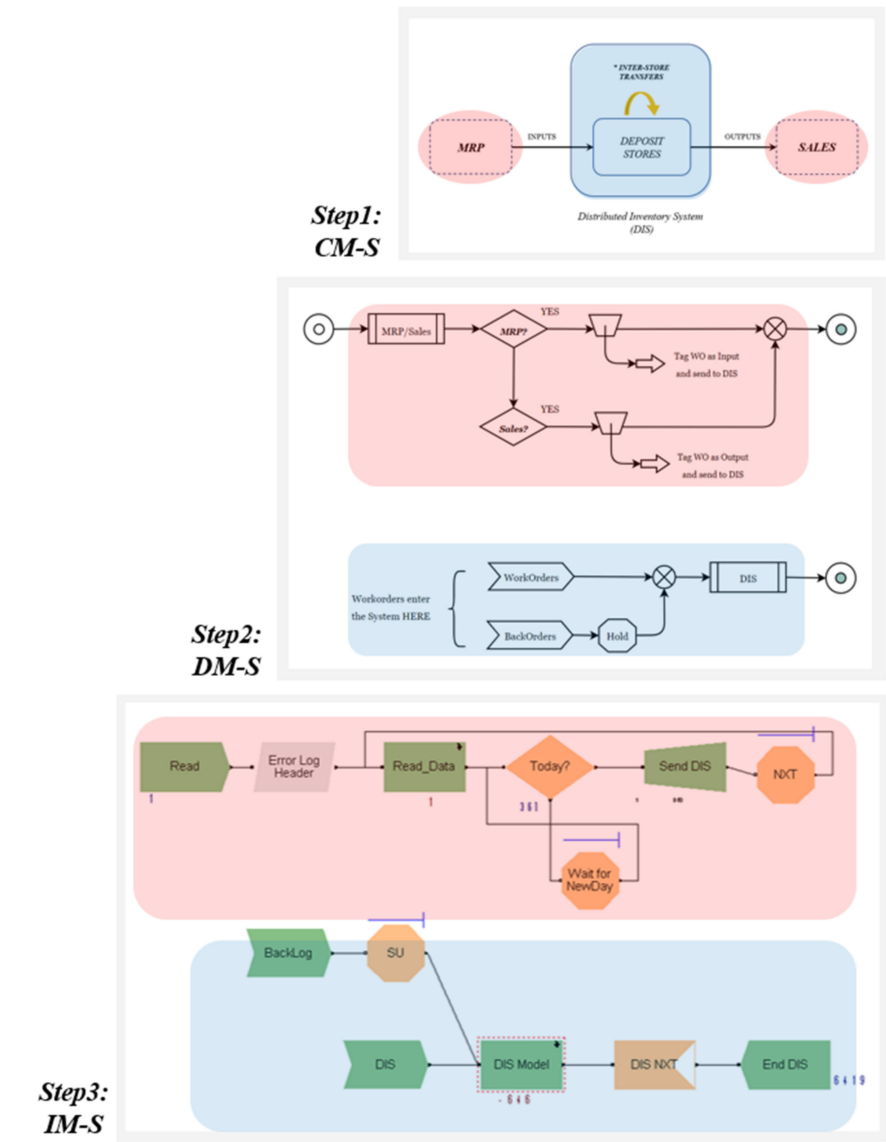 * INTER-STORE
TRANSFERS
MRP
INPUTS
DEPOSIT
STORES
OUTPUTS
SALES
Distributed Inventory System
(DIS)
Step1:
CM-S
MRP/Sales
MRP?
YES
Tag WO as Input
and send to DIS
Sales?
YES
Tag WO as Output
and send to DIS
Workorders enter
the System HERE
WorkOrders
DIS
BackOrders
Hold
Step2:
DM-S
Read
1
Error Log
Header
Read_Data
1
Today?
361
Send DIS
NXT
Wait for
NewDay
BackLog
SU
DIS
DIS Model
-646
DIS NXT
End DIS
6419
Step3:
IM-S